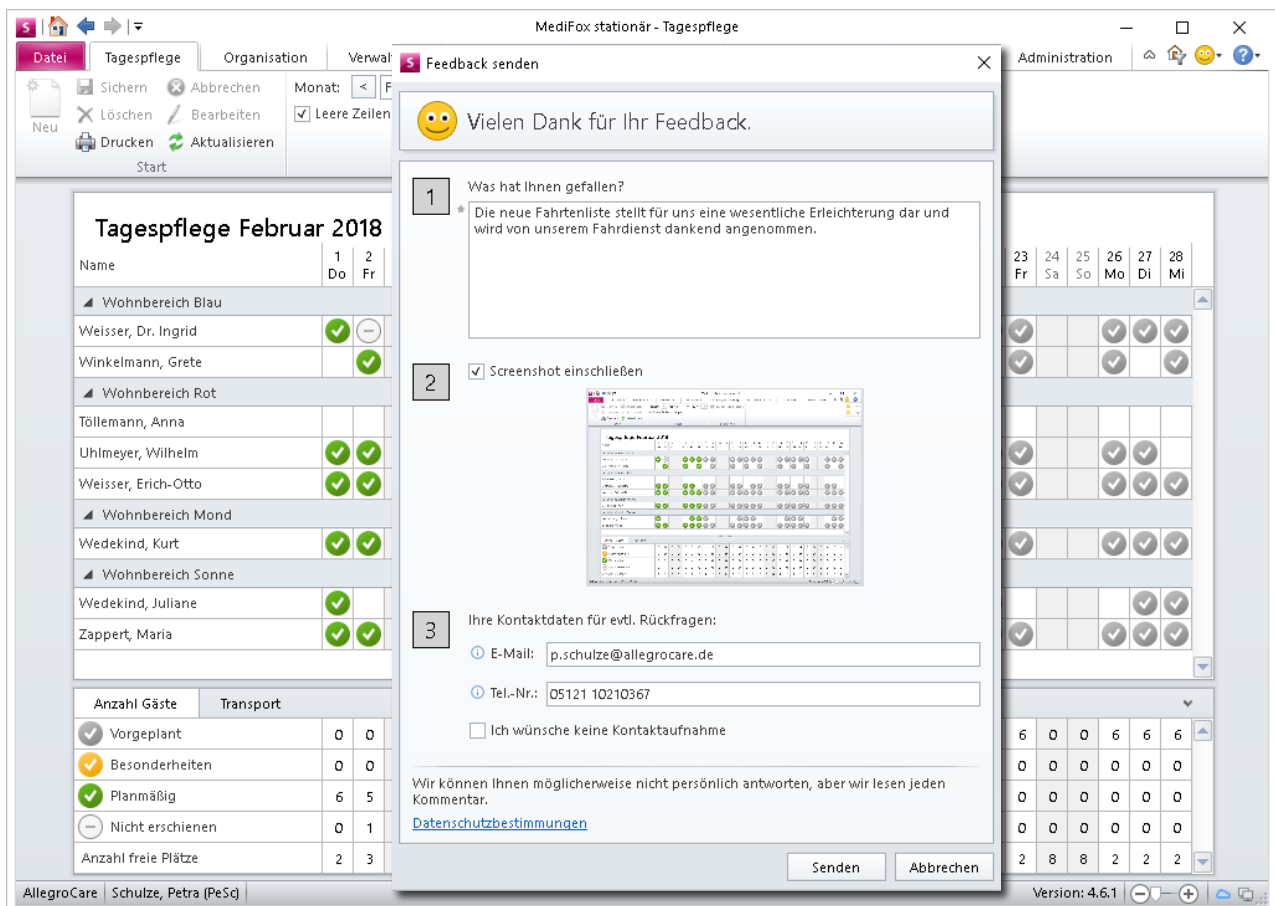 S
MediFox stationär - Tagespflege
Datei Tagespflege Organisation Verwal Administration
Neu
Sichern Abbrechen
Löschen Bearbeiten
Drucken Aktualisieren
Start
Monat: < F
Leere Zeilen
Tagespflege Februar 2018
Name 1 Do 2 Fr 23 Fr 24 Sa 25 So 26 Mo 27 Di 28 Mi
Wohnbereich Blau
Weisser, Dr. Ingrid
Winkelmann, Grete
Wohnbereich Rot
Töllemann, Anna
Uhlmeyer, Wilhelm
Weisser, Erich-Otto
Wohnbereich Mond
Wedekind, Kurt
Wohnbereich Sonne
Wedekind, Juliane
Zappert, Maria
Anzahl Gäste Transport
Vorgeplant 0 0 6 0 0 6 6 6
Besonderheiten 0 0 0 0 0 0 0 0
Planmäßig 6 5 0 0 0 0 0 0
Nicht erschienen 0 1 0 0 0 0 0 0
Anzahl freie Plätze 2 3 2 8 8 2 2 2
S Feedback senden
Vielen Dank für Ihr Feedback.
1 Was hat Ihnen gefallen?
* Die neue Fahrtenliste stellt für uns eine wesentliche Erleichterung dar und
wird von unserem Fahrdienst dankend angenommen.
2 Screenshot einschließen
Tagespflege Februar 2018
3 Ihre Kontaktdaten für evtl. Rückfragen:
E-Mail: p.schulze@allegrocare.de
Tel.-Nr.: 05121 10210367
Ich wünsche keine Kontaktaufnahme
Wir können Ihnen möglicherweise nicht persönlich antworten, aber wir lesen jeden
Kommentar.
Datenschutzbestimmungen
Senden Abbrechen
AllegroCare Schulze, Petra (PeSc) Version: 4.6.1